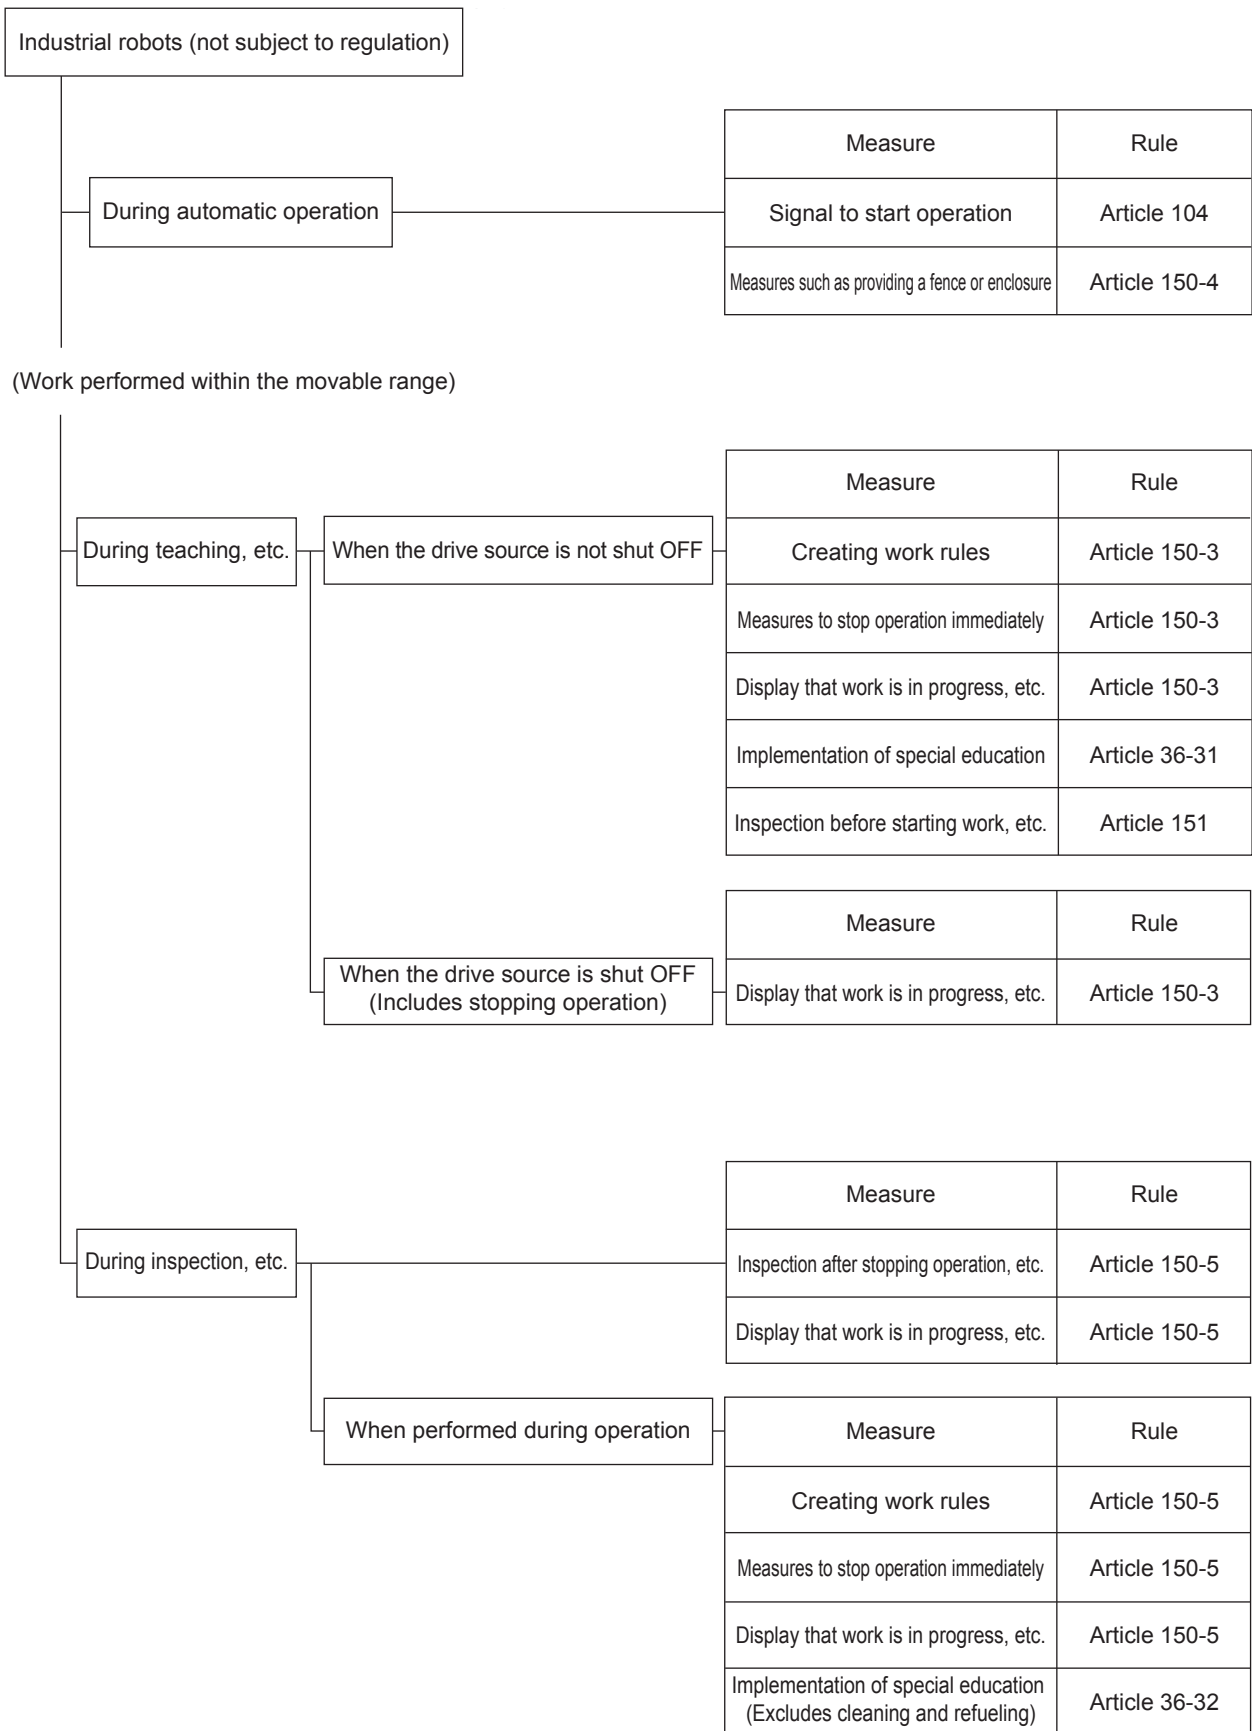 Industrial robots (not subject to regulation)
Measure Rule
During automatic operation
Signal to start operation Article 104
Measures such as providing a fence or enclosure Article 150-4
(Work performed within the movable range)
Measure Rule
During teaching, etc.
When the drive source is not shut OFF
Creating work rules Article 150-3
Measures to stop operation immediately Article 150-3
Display that work is in progress, etc. Article 150-3
Implementation of special education Article 36-31
Inspection before starting work, etc. Article 151
Measure Rule
When the drive source is shut OFF
(Includes stopping operation)
Display that work is in progress, etc. Article 150-3
Measure Rule
During inspection, etc.
Inspection after stopping operation, etc. Article 150-5
Display that work is in progress, etc. Article 150-5
When performed during operation
Measure Rule
Creating work rules Article 150-5
Measures to stop operation immediately Article 150-5
Display that work is in progress, etc. Article 150-5
Implementation of special education
(Excludes cleaning and refueling) Article 36-32